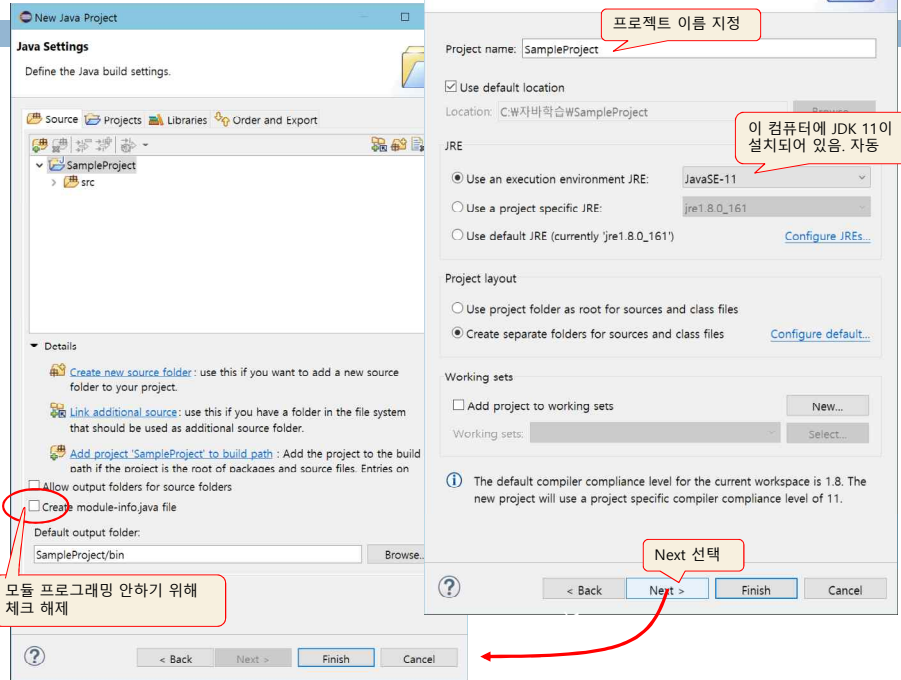 New Java Project
Java Settings
Define the Java build settings.
Source Projects Libraries Order and Export
SampleProject
src
Details
Create new source folder : use this if you want to add a new source
folder to your project.
Link additional source : use this if you have a folder in the file system
that should be used as additional source folder.
Add project 'SampleProject' to build path : Add the project to the build
path if the project is the root of packages and source files. Entries on
Allow output folders for source folders
Create module-info.java file
Default output folder:
SampleProject/bin
Browse..
모듈 프로그래밍 안하기 위해
체크 해제
< Back Next > Finish Cancel
프로젝트 이름 지정
Project name: SampleProject
Use default location
Location: C:₩자바학습₩SampleProject
이 컴퓨터에 JDK 11이
설치되어 있음. 자동
JRE
Use an execution environment JRE: JavaSE-11
Use a project specific JRE: jre1.8.0_161
Use default JRE (currently 'jre1.8.0_161') Configure JREs...
Project layout
Use project folder as root for sources and class files
Create separate folders for sources and class files Configure default...
Working sets
Add project to working sets New...
Working sets: Select...
The default compiler compliance level for the current workspace is 1.8. The
new project will use a project specific compiler compliance level of 11.
Next 선택
< Back Next > Finish Cancel